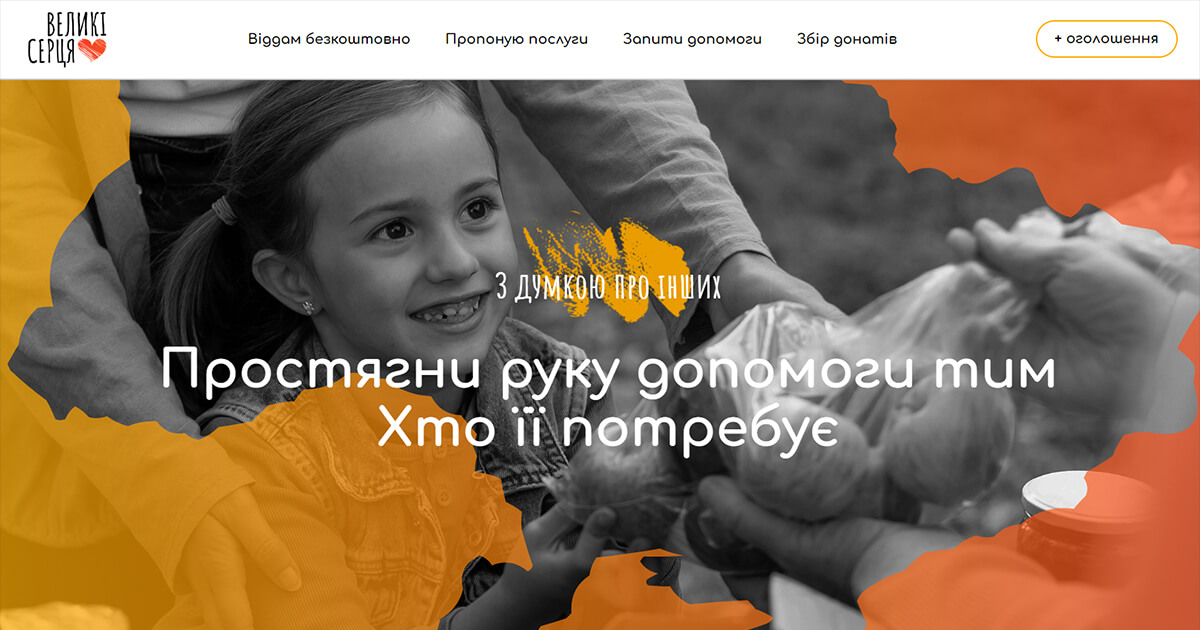 ВЕЛИКІ
СЕРЦЯ
Віддам безкоштовно Пропоную послуги Запити допомоги Збір донатів + оголошення
З думкою про інших
Простягни руку допомоги тим
Хто її потребує